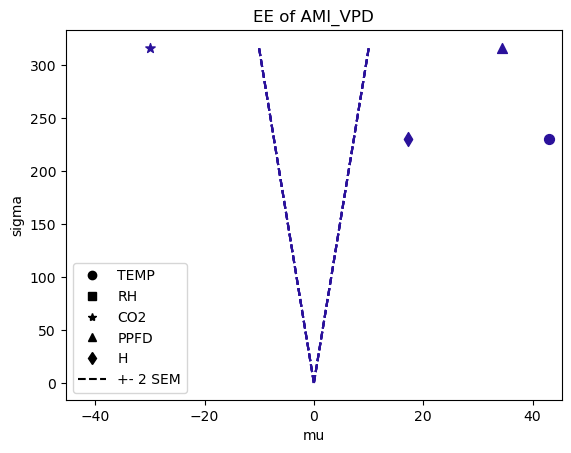 EE of AMI_VPD
sigma
300
250
200
150
100
50
0
TEMP
RH
CO2
PPFD
H
+- 2 SEM
−40
−20
0
20
40
mu